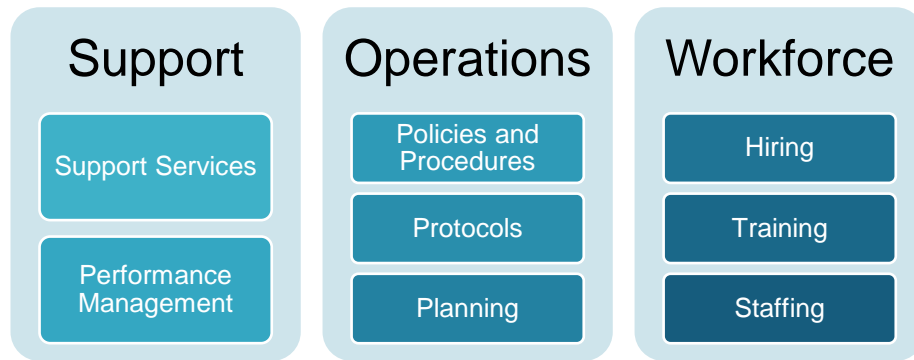 Support
Support Services
Performance
Management
Operations
Policies and
Procedures
Protocols
Planning
Workforce
Hiring
Training
Staffing